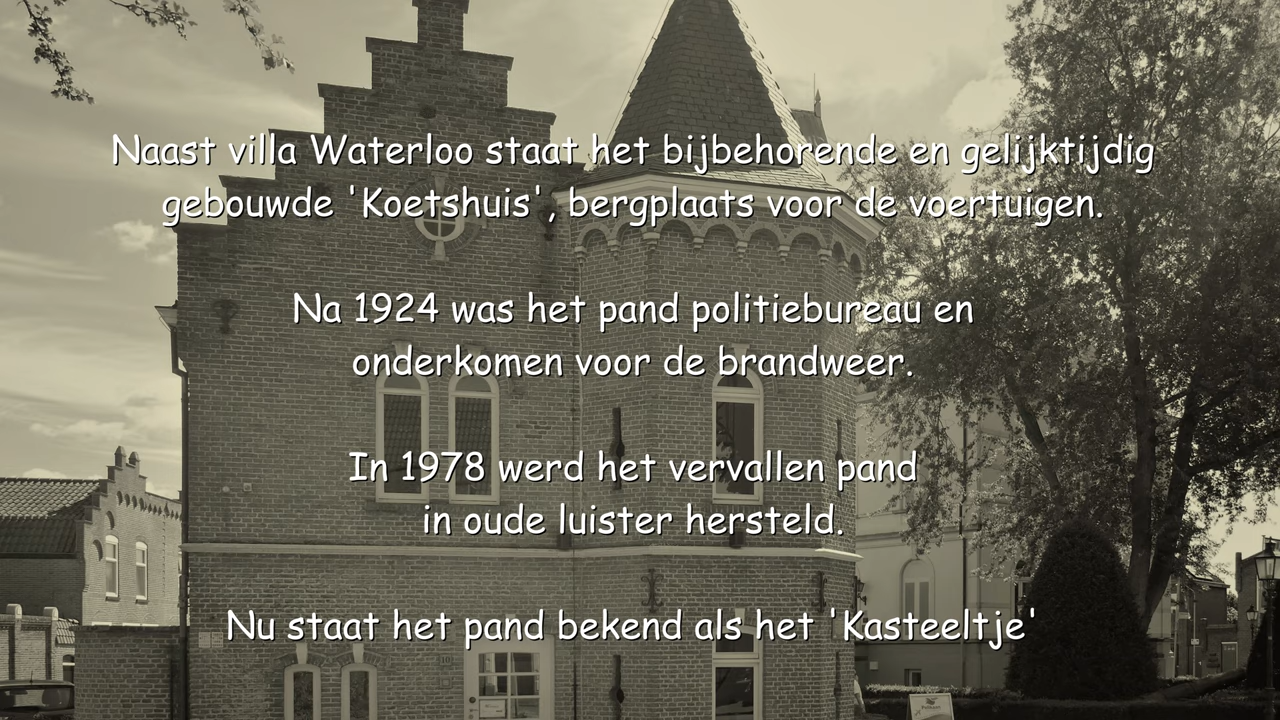 Naast villa Waterloo staat het bijbehorende en gelijktijdig
gebouwde 'Koetshuis', bergplaats voor de voertuigen.
Na 1924 was het pand politiebureau en
onderkomen voor de brandweer.
In 1978 werd het vervallen pand
in oude luister hersteld.
Nu staat het pand bekend als het 'Kasteeltje'